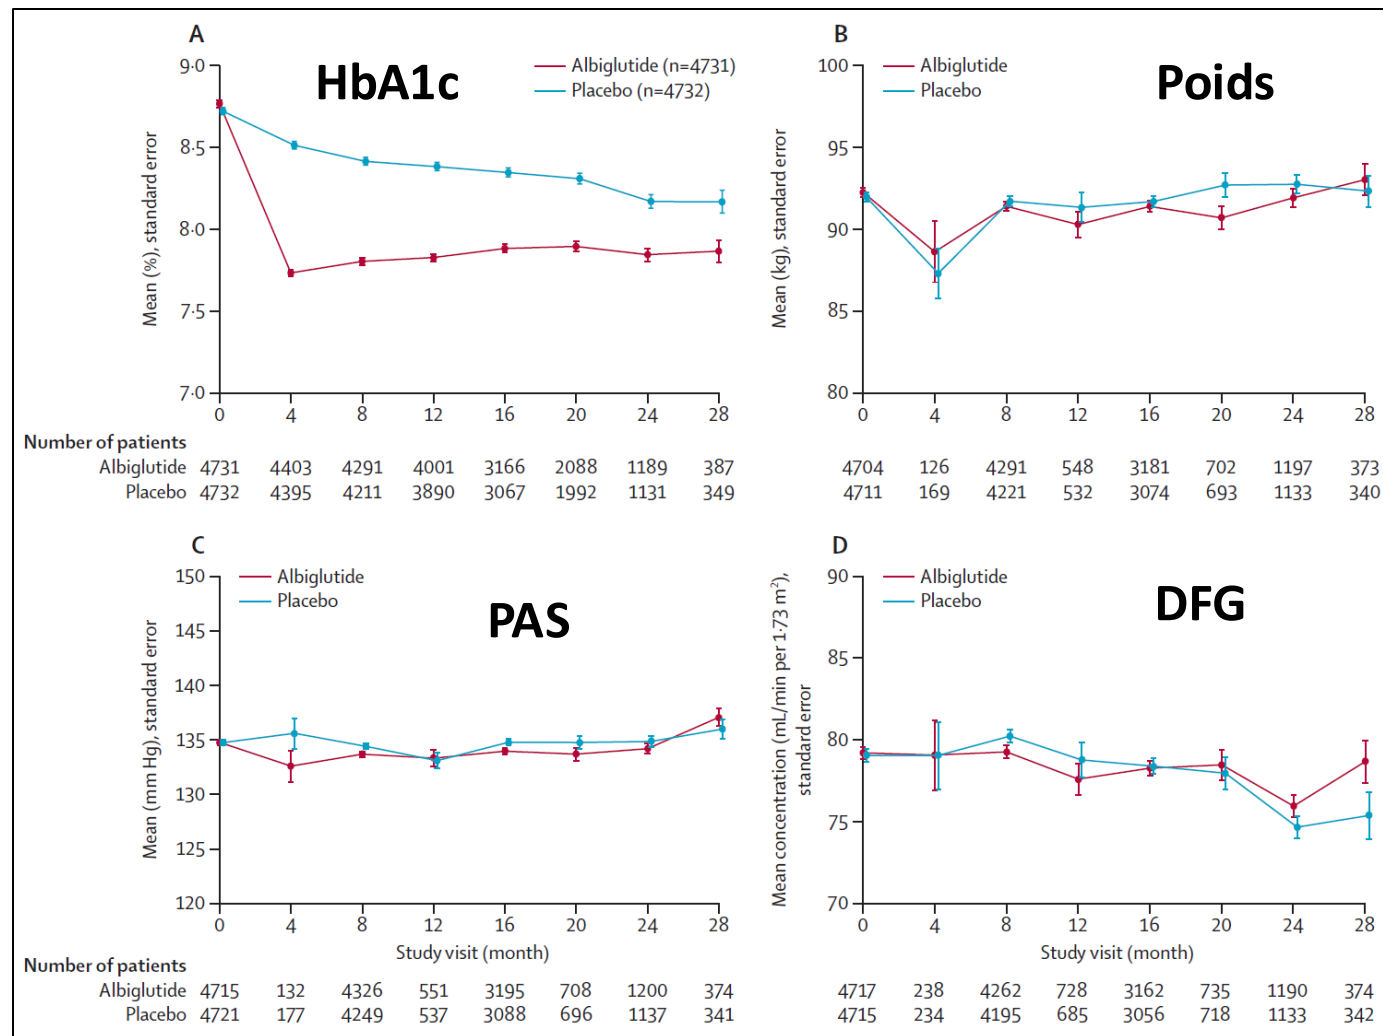 A
HbA1c
Albiglutide (n=4731)
Placebo (n=4732)
Mean (%), standard error
9·0
8·5
8·0
7·5
7·0
0 4 8 12 16 20 24 28
Number of patients
Albiglutide 4731 4403 4291 4001 3166 2088 1189 387
Placebo 4732 4395 4211 3890 3067 1992 1131 349
B
Poids
Albiglutide
Placebo
Mean (kg), standard error
100
95
90
85
80
0 4 8 12 16 20 24 28
4704 126 4291 548 3181 702 1197 373
4711 169 4221 532 3074 693 1133 340
C
PAS
Albiglutide
Placebo
Mean (mm Hg), standard error
150
145
140
135
130
125
120
0 4 8 12 16 20 24 28
Study visit (month)
Number of patients
Albiglutide 4715 132 4326 551 3195 708 1200 374
Placebo 4721 177 4249 537 3088 696 1137 341
D
DFG
Albiglutide
Placebo
Mean concentration (mL/min per 1·73 m²),
standard error
90
85
80
75
70
0 4 8 12 16 20 24 28
Study visit (month)
4717 238 4262 728 3162 735 1190 374
4715 234 4195 685 3056 718 1133 342